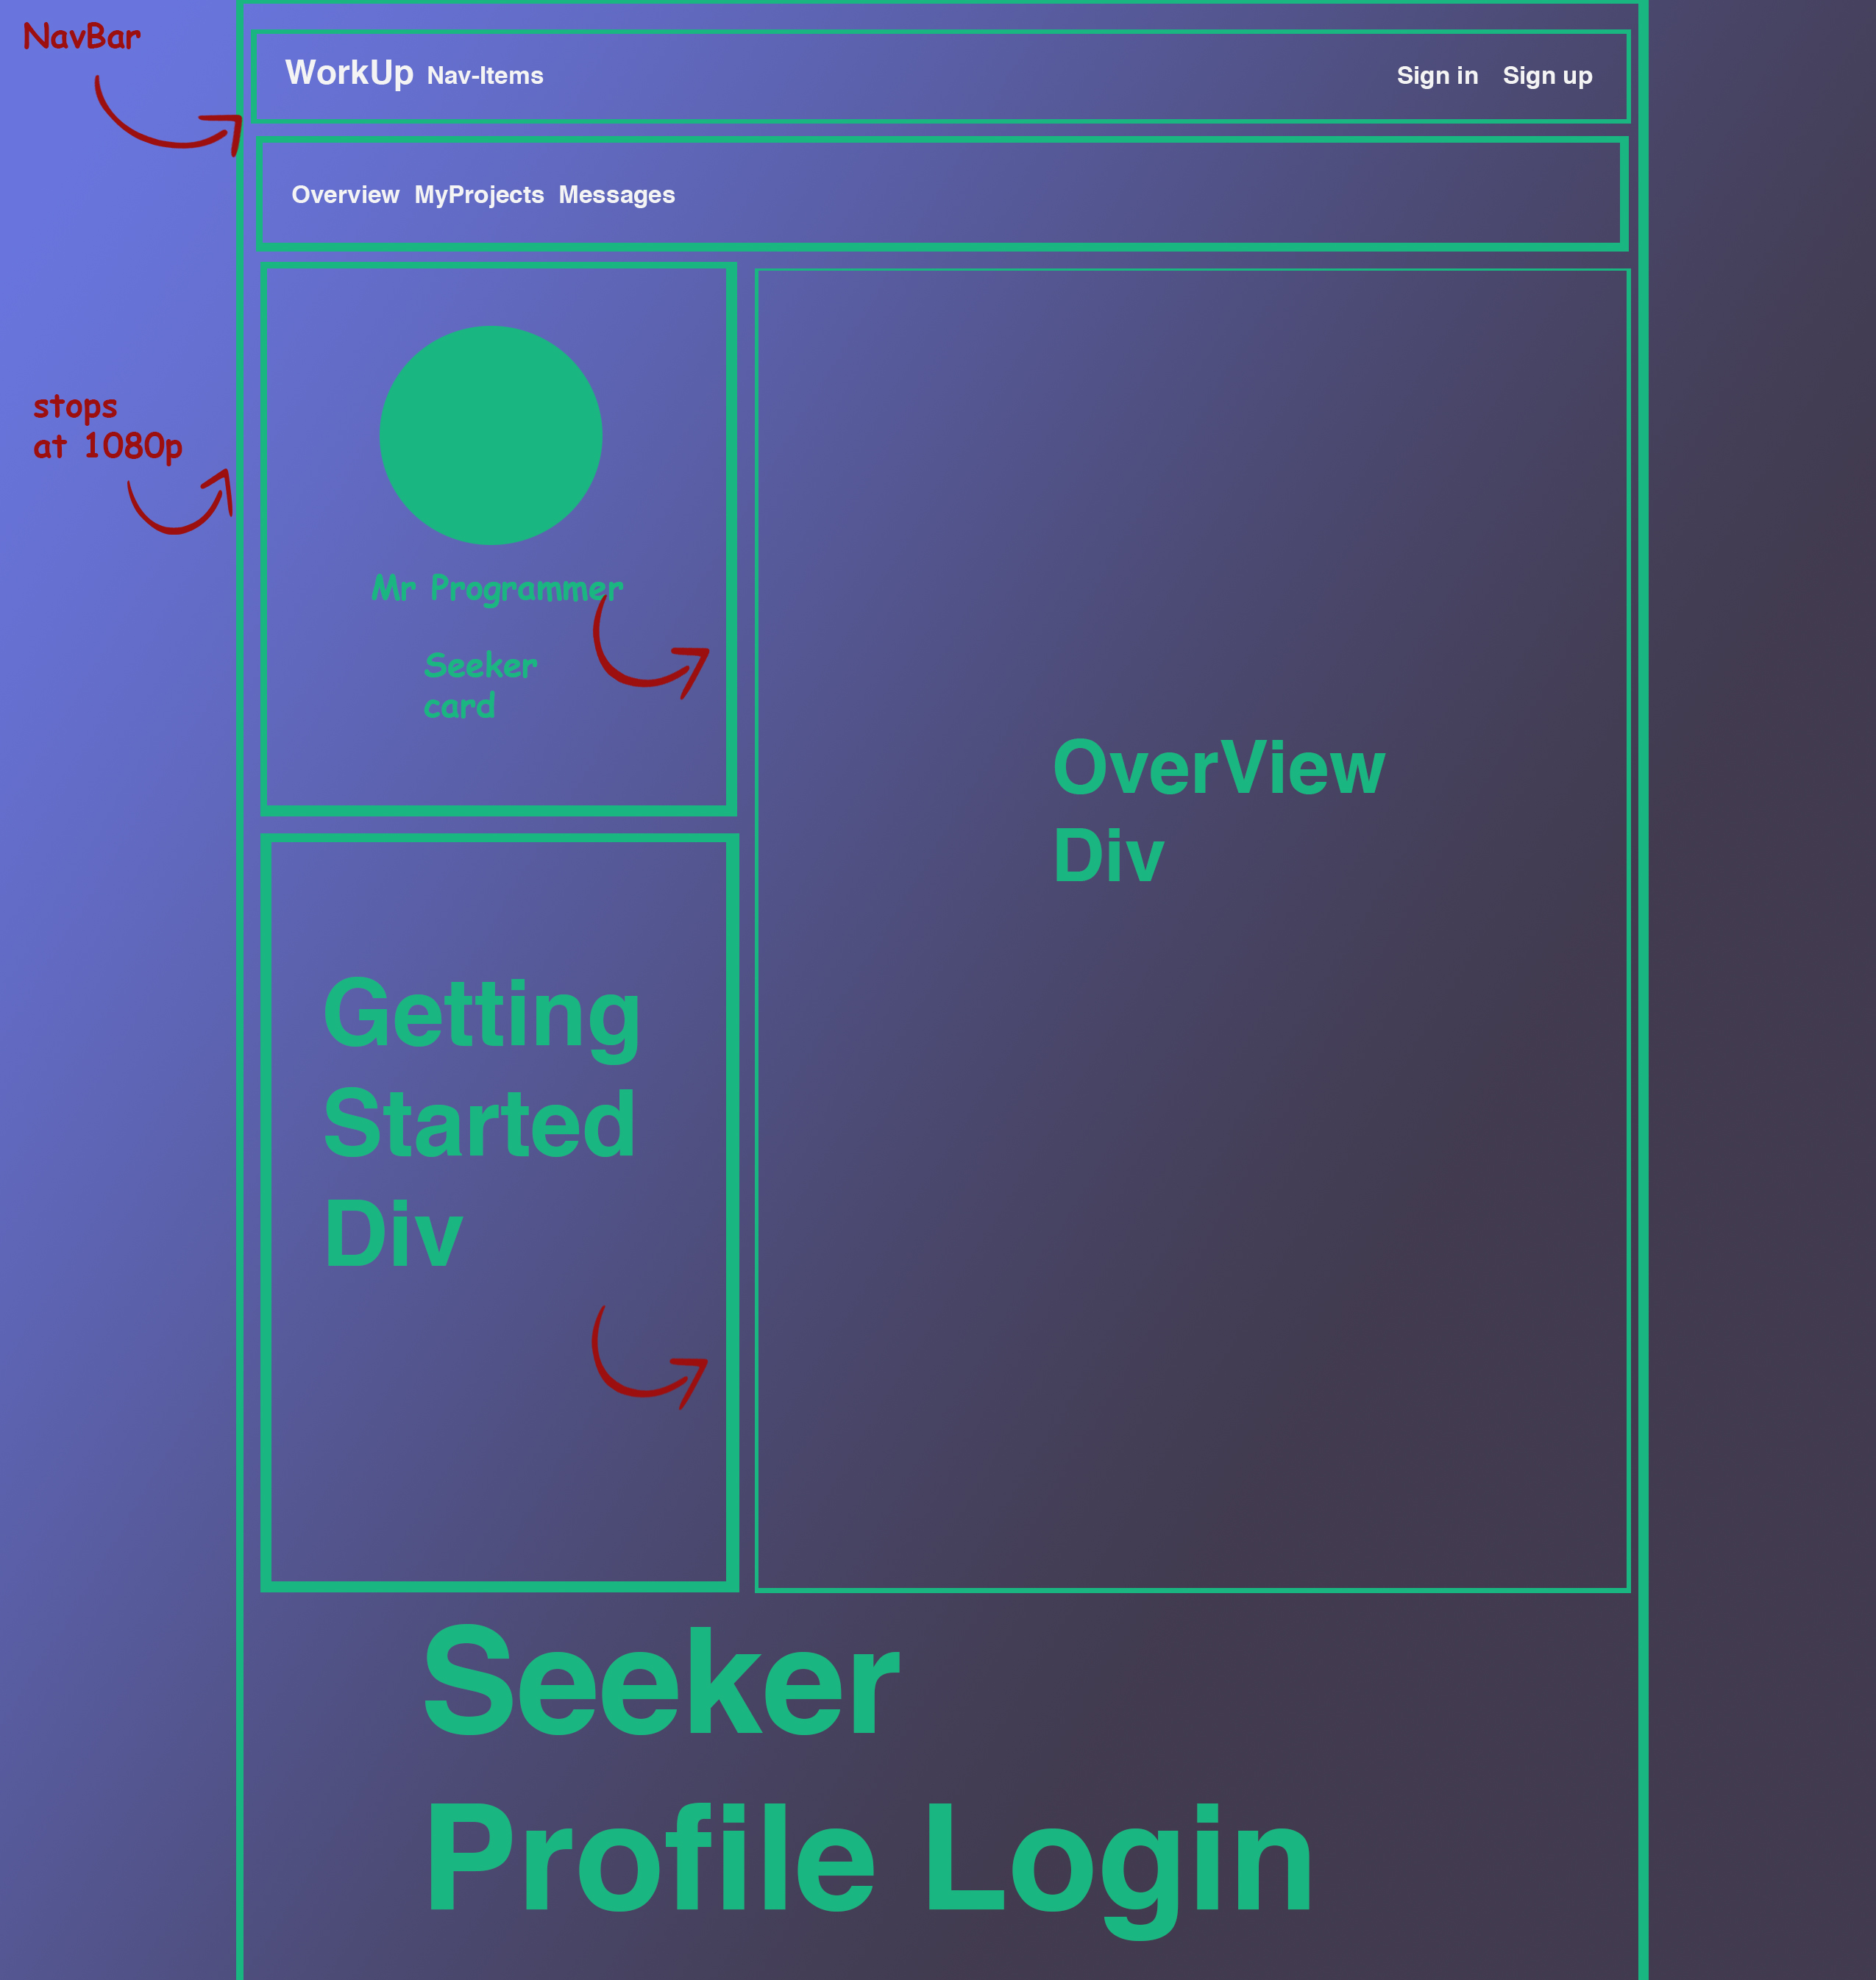 NavBar
WorkUp Nav-Items Sign in Sign up
Overview MyProjects Messages
stops
at 1080p
Mr Programmer
Seeker
card
OverView
Div
Getting
Started
Div
Seeker
Profile Login